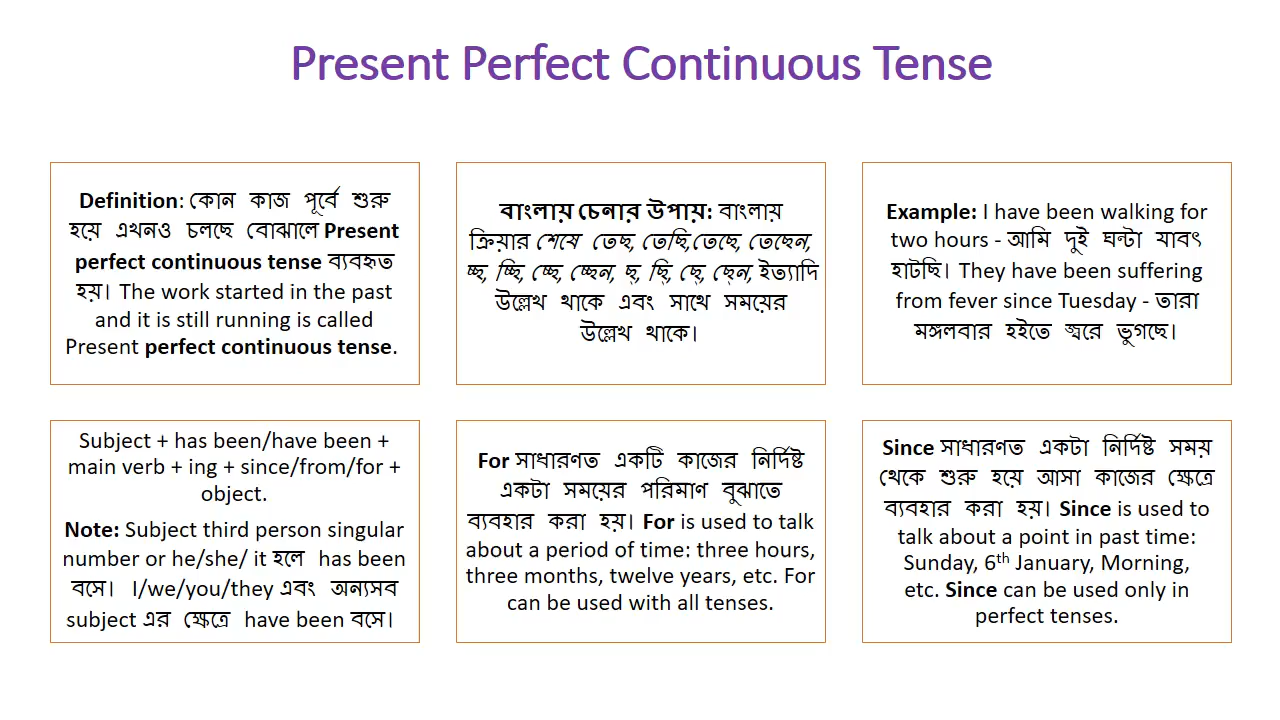 Present Perfect Continuous Tense
Definition: কোন কাজ পূর্বে শুরু
হয়ে এখনও চলছে বোঝালে Present
perfect continuous tense ব্যবহৃত
হয়। The work started in the past
and it is still running is called
Present perfect continuous tense.
বাংলায় চেনার উপায়: বাংলায়
ক্রিয়ার শেষে তেছ, তেছি,তেছে, তেছেন,
চ্ছ, চ্ছি, চ্ছে, চ্ছেন, ছ, ছি, ছে, ছেন, ইত্যাদি
উল্লেখ থাকে এবং সাথে সময়ের
উল্লেখ থাকে।
Example: I have been walking for
two hours - আমি দুই ঘন্টা যাবৎ
হাটছি। They have been suffering
from fever since Tuesday - তারা
মঙ্গলবার হইতে জ্বরে ভুগছে।
Subject + has been/have been +
main verb + ing + since/from/for +
object.
Note: Subject third person singular
number or he/she/ it হলে has been
বসে। I/we/you/they এবং অন্যসব
subject এর ক্ষেত্রে have been বসে।
For সাধারণত একটি কাজের নির্দিষ্ট
একটা সময়ের পরিমাণ বুঝাতে
ব্যবহার করা হয়। For is used to talk
about a period of time: three hours,
three months, twelve years, etc. For
can be used with all tenses.
Since সাধারণত একটা নির্দিষ্ট সময়
থেকে শুরু হয়ে আসা কাজের ক্ষেত্রে
ব্যবহার করা হয়। Since is used to
talk about a point in past time:
Sunday, 6th January, Morning,
etc. Since can be used only in
perfect tenses.